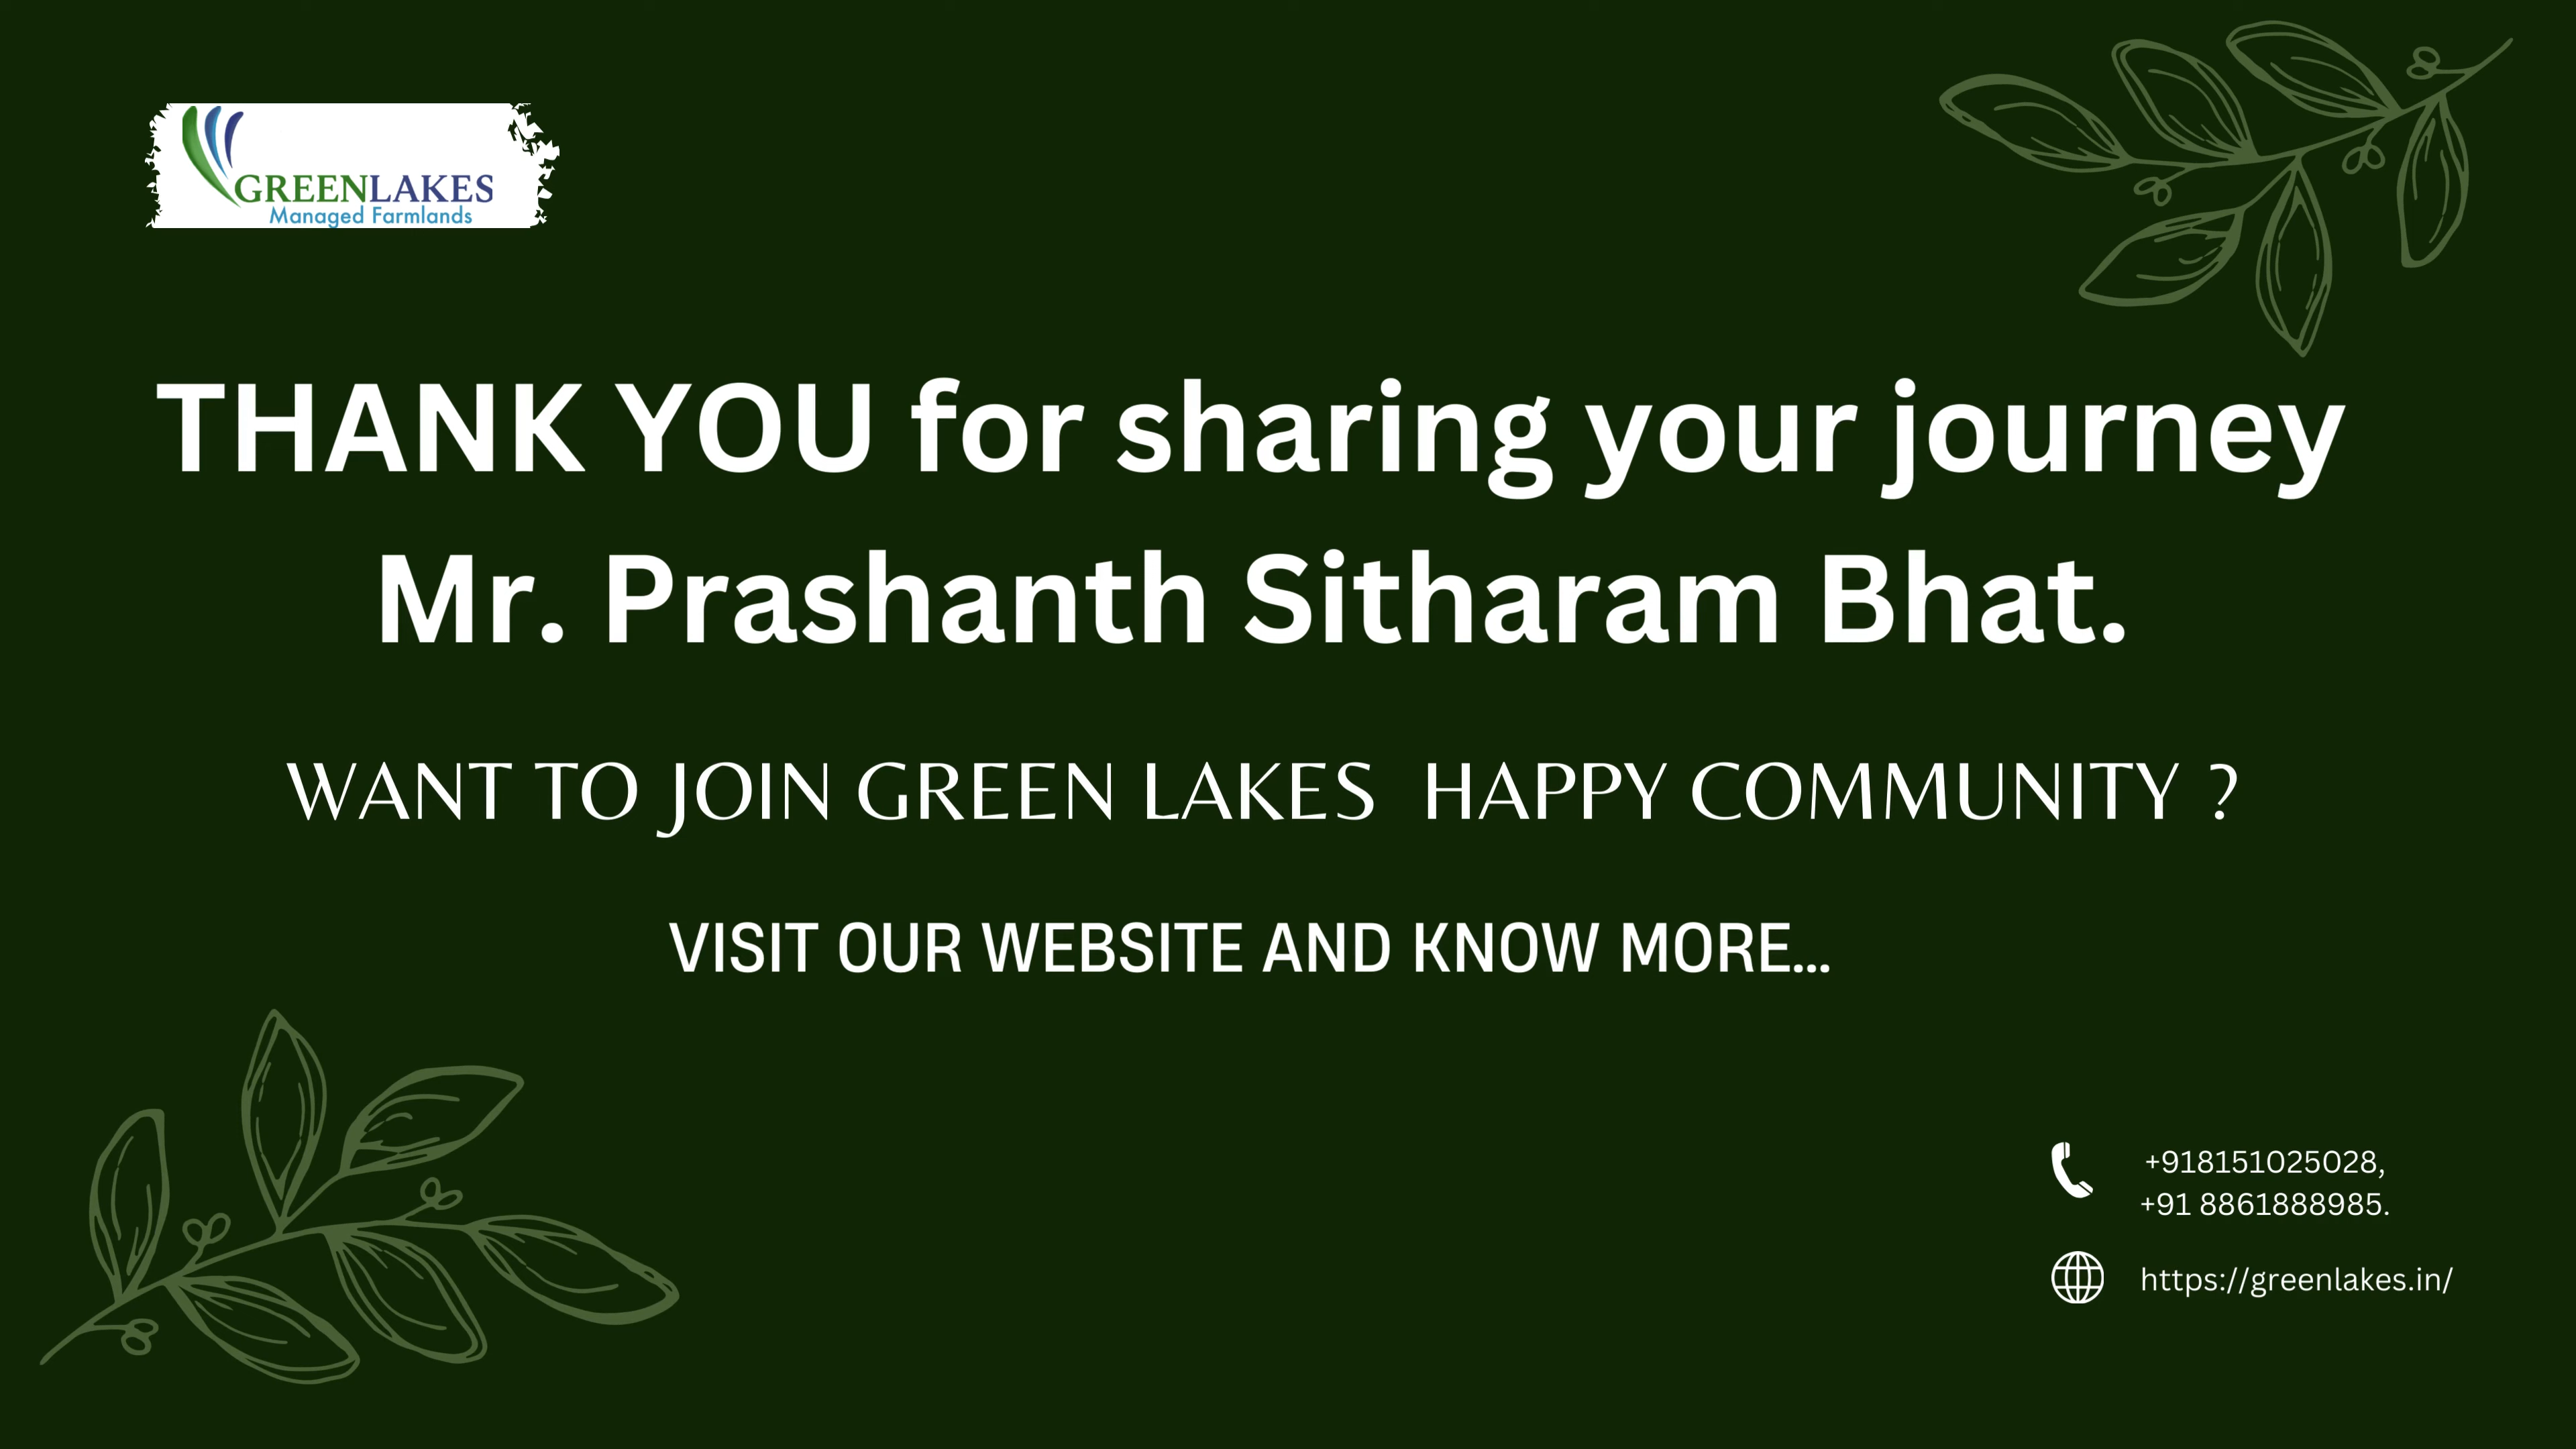 GREENLAKES
Managed Farmlands
THANK YOU for sharing your journey
Mr. Prashanth Sitharam Bhat.
WANT TO JOIN GREEN LAKES HAPPY COMMUNITY ?
VISIT OUR WEBSITE AND KNOW MORE...
+918151025028,
+91 8861888985.
https://greenlakes.in/